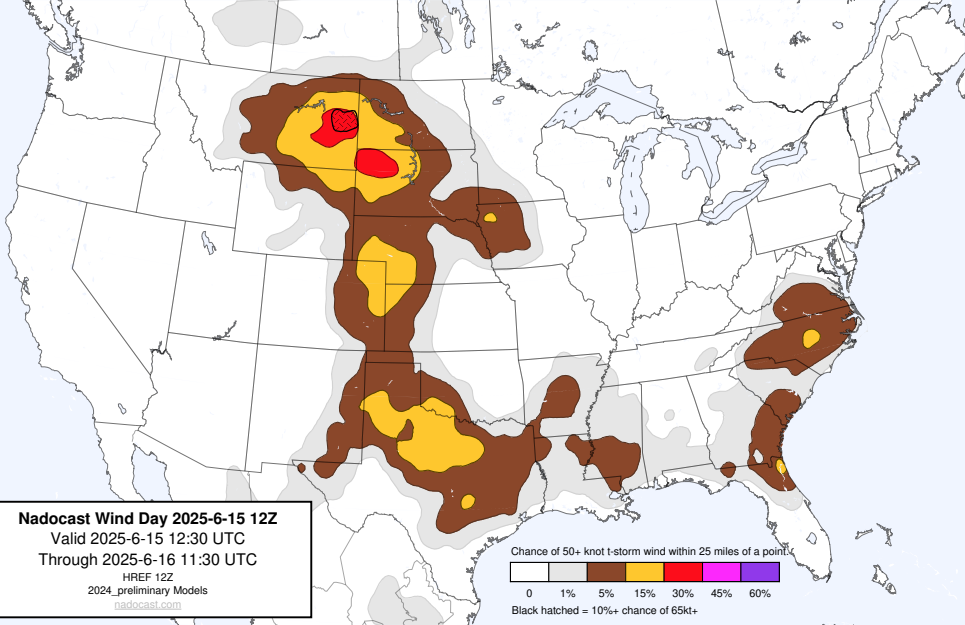 Nadocast Wind Day 2025-6-15 12Z
Valid 2025-6-15 12:30 UTC
Through 2025-6-16 11:30 UTC
HREF 12Z
2024_preliminary Models
nadocast.com
Chance of 50+ knot t-storm wind within 25 miles of a point.
0 1% 5% 15% 30% 45% 60%
Black hatched = 10%+ chance of 65kt+